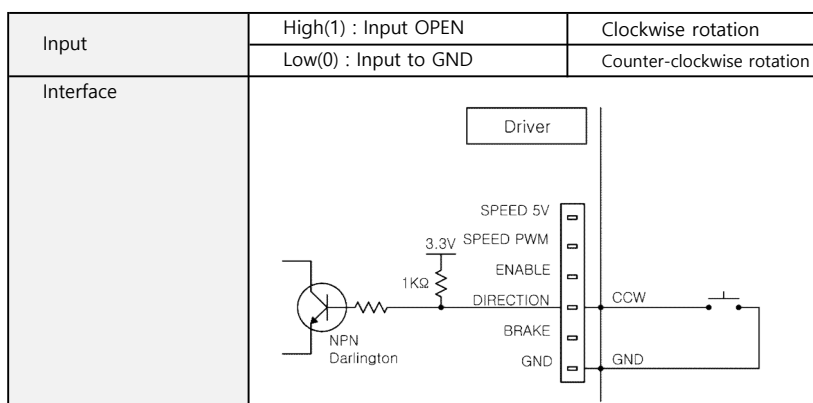 Input
High(1) : Input OPEN
Clockwise rotation
Low(0) : Input to GND
Counter-clockwise rotation
Interface
Driver
SPEED 5V
3.3V
SPEED PWM
ENABLE
1KΩ
DIRECTION
CCW
BRAKE
NPN
Darlington
GND
GND